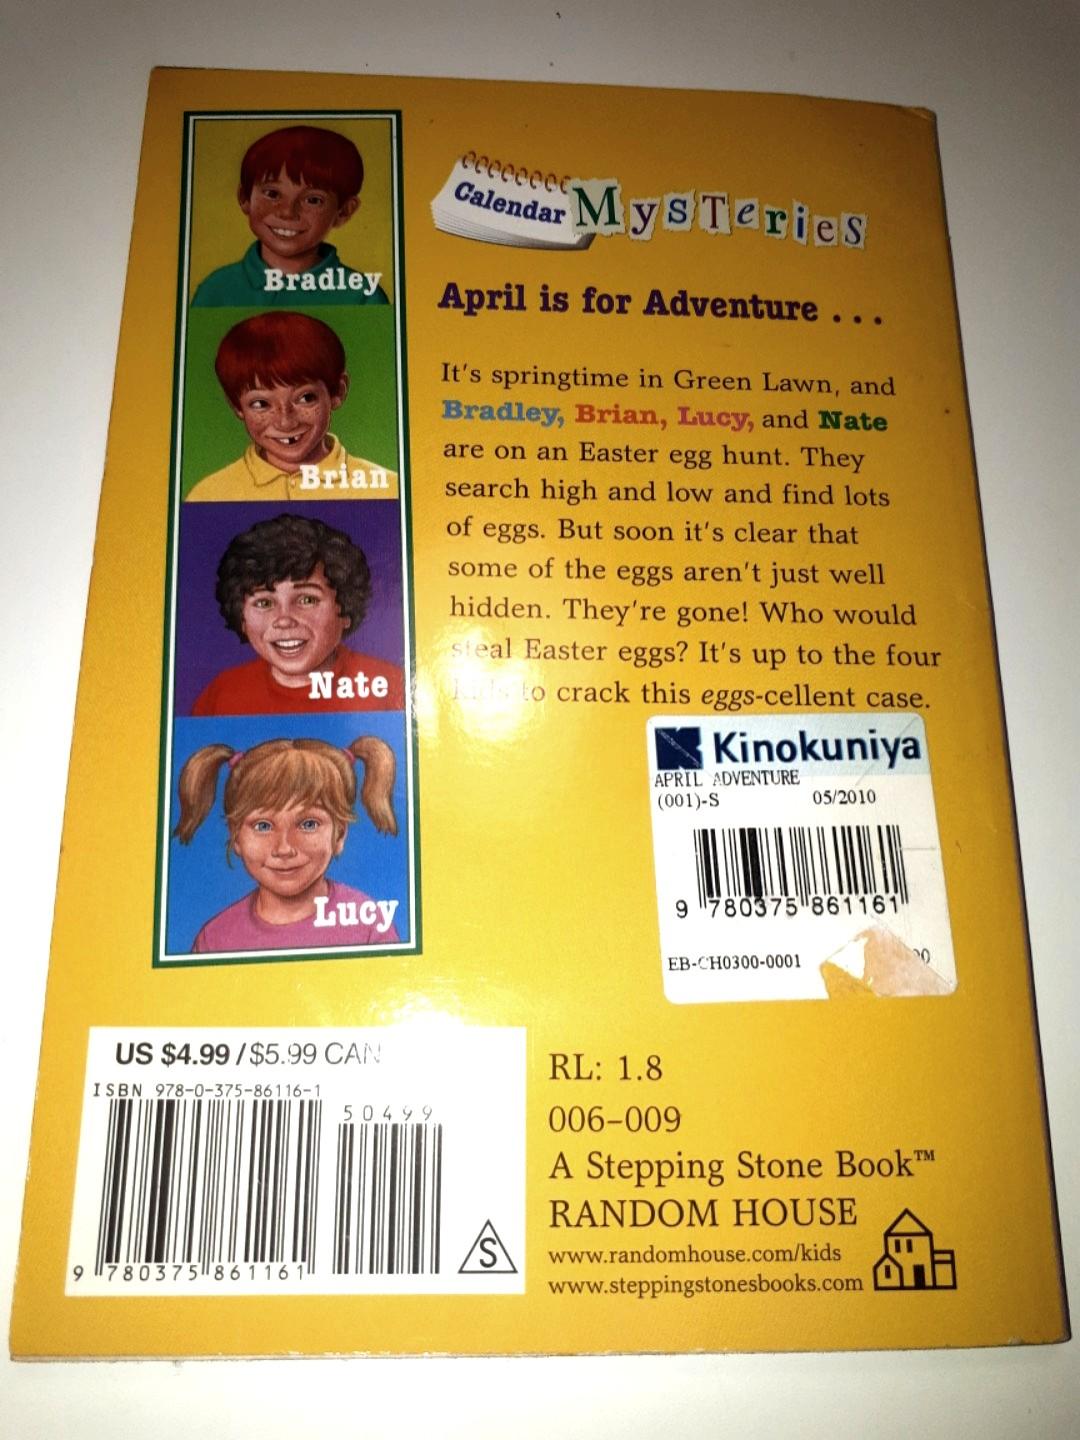 Bradley
Brian
Nate
Lucy
Calendar MysTeries
April is for Adventure . . .
It's springtime in Green Lawn, and
Bradley, Brian, Lucy, and Nate
are on an Easter egg hunt. They
search high and low and find lots
of eggs. But soon it's clear that
some of the eggs aren't just well
hidden. They're gone! Who would
steal Easter eggs? It's up to the four
kids to crack this eggs-cellent case.
Kinokuniya
APRIL ADVENTURE
(001)-S 05/2010
9 780375 861161
EB-CH0300-0001
US $4.99/$5.99 CAN
ISBN 978-0-375-86116-1
50499
9 780375 861161
S
RL: 1.8
006-009
A Stepping Stone Book™
RANDOM HOUSE
www.randomhouse.com/kids
www.steppingstonesbooks.com